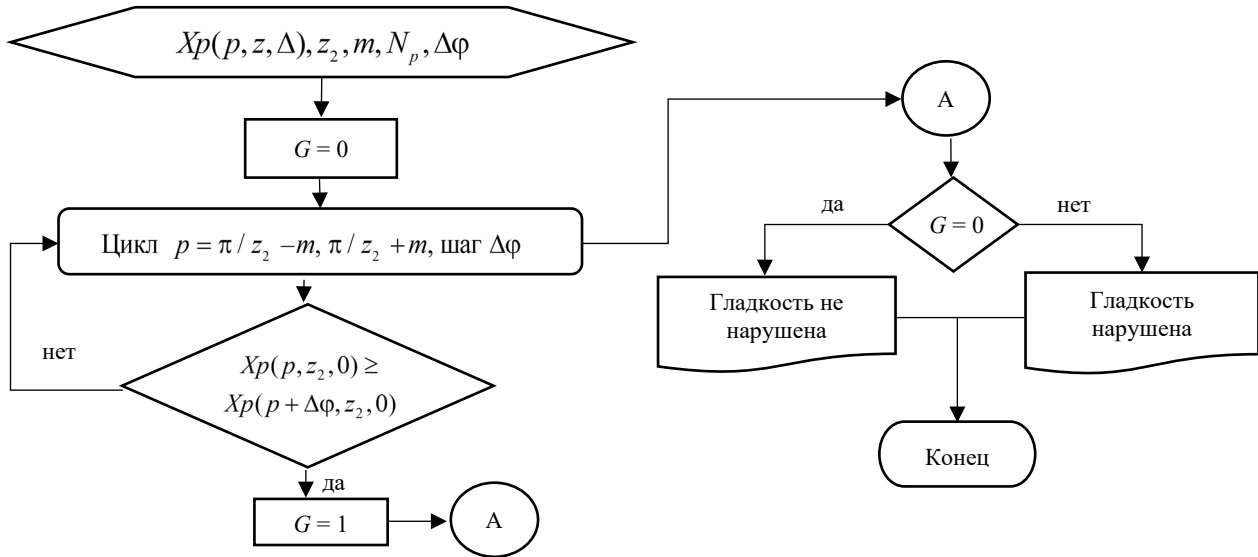 Xp(p, z, Δ), z₂, m, Nₚ, Δφ
G = 0
Цикл p = π / z₂ − m, π / z₂ + m, шаг Δφ
нет
Xp(p, z₂, 0) ≥
Xp(p + Δφ, z₂, 0)
да
G = 1
А
А
да
G = 0
нет
Гладкость не
нарушена
Гладкость
нарушена
Конец